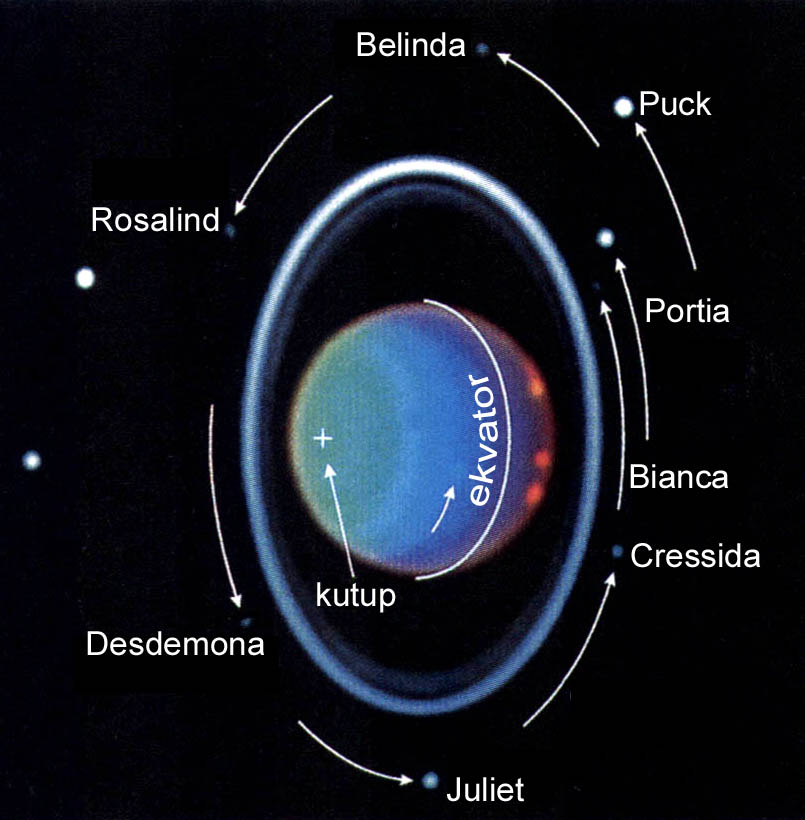 Belinda
Puck
Rosalind
Portia
ekvator
Bianca
Cressida
kutup
Desdemona
Juliet